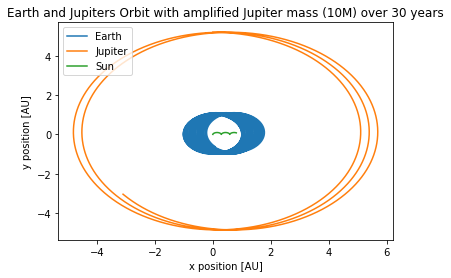 Earth and Jupiters Orbit with amplified Jupiter mass (10M) over 30 years
Earth
Jupiter
Sun
y position [AU]
4
2
0
−2
−4
−4
−2
0
2
4
6
x position [AU]